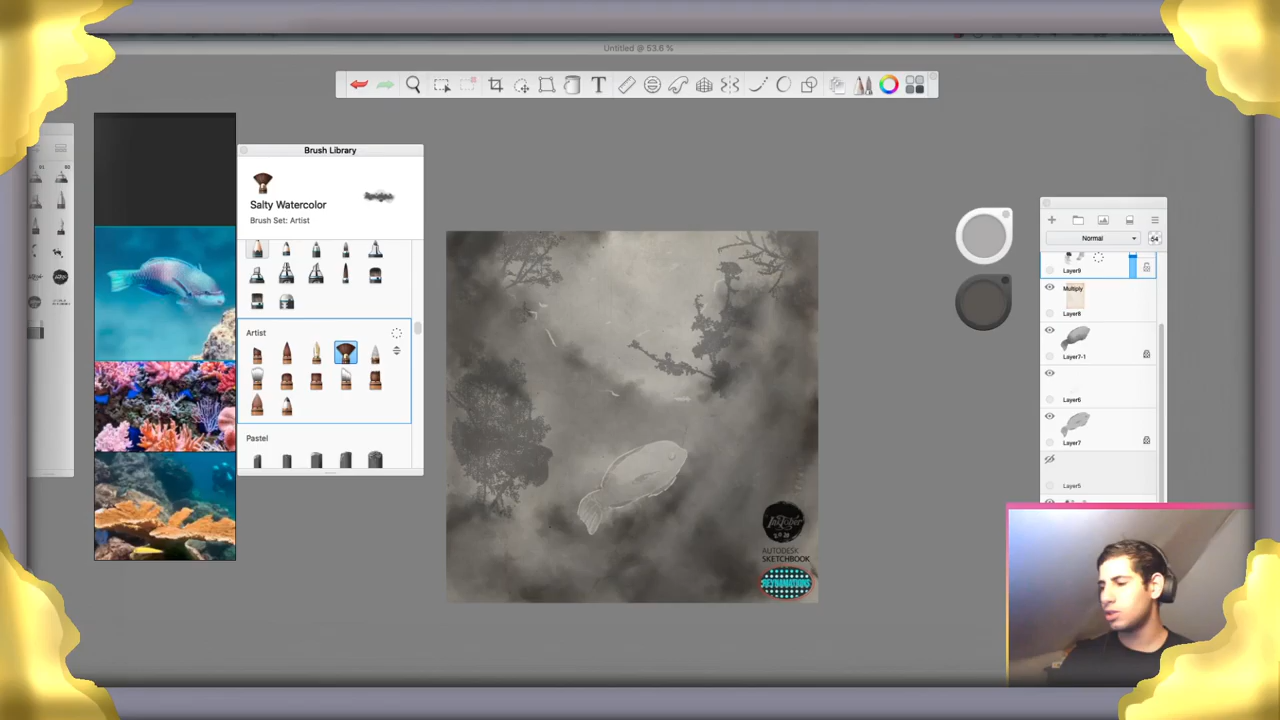 Untitled @ 53.6 %
T
Brush Library
Salty Watercolor
Brush Set: Artist
Artist
Pastel
Normal
54
Layer9
Multiply
Layer8
Layer7-1
Layer6
Layer7
Layer5
InkTober
AUTODESK
SKETCHBOOK